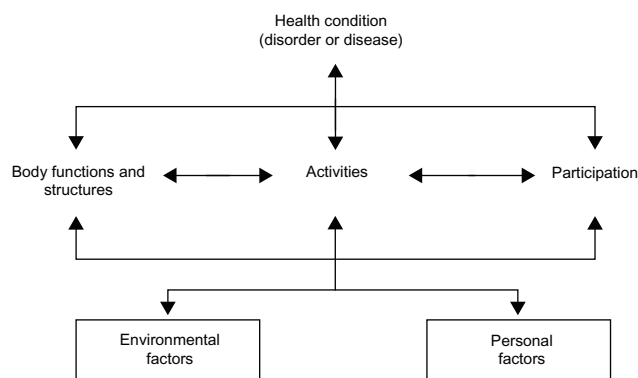 Health condition
(disorder or disease)
Body functions and
structures
Activities
Participation
Environmental
factors
Personal
factors